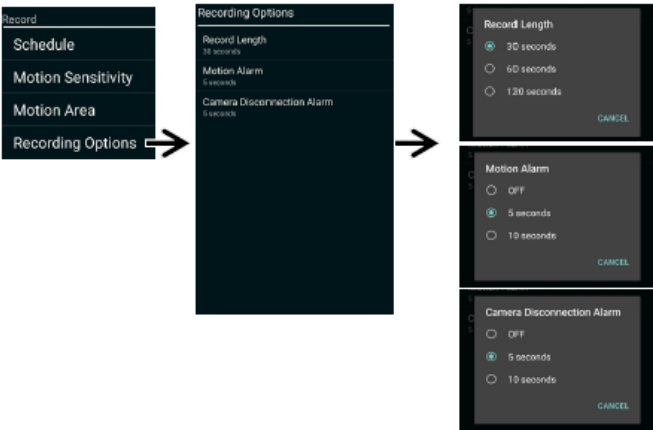 Record
Schedule
Motion Sensitivity
Motion Area
Recording Options
Recording Options
Record Length
30 seconds
Motion Alarm
5 seconds
Camera Disconnection Alarm
5 seconds
Record Length
30 seconds
60 seconds
120 seconds
CANCEL
Motion Alarm
OFF
5 seconds
10 seconds
CANCEL
Camera Disconnection Alarm
OFF
5 seconds
10 seconds
CANCEL